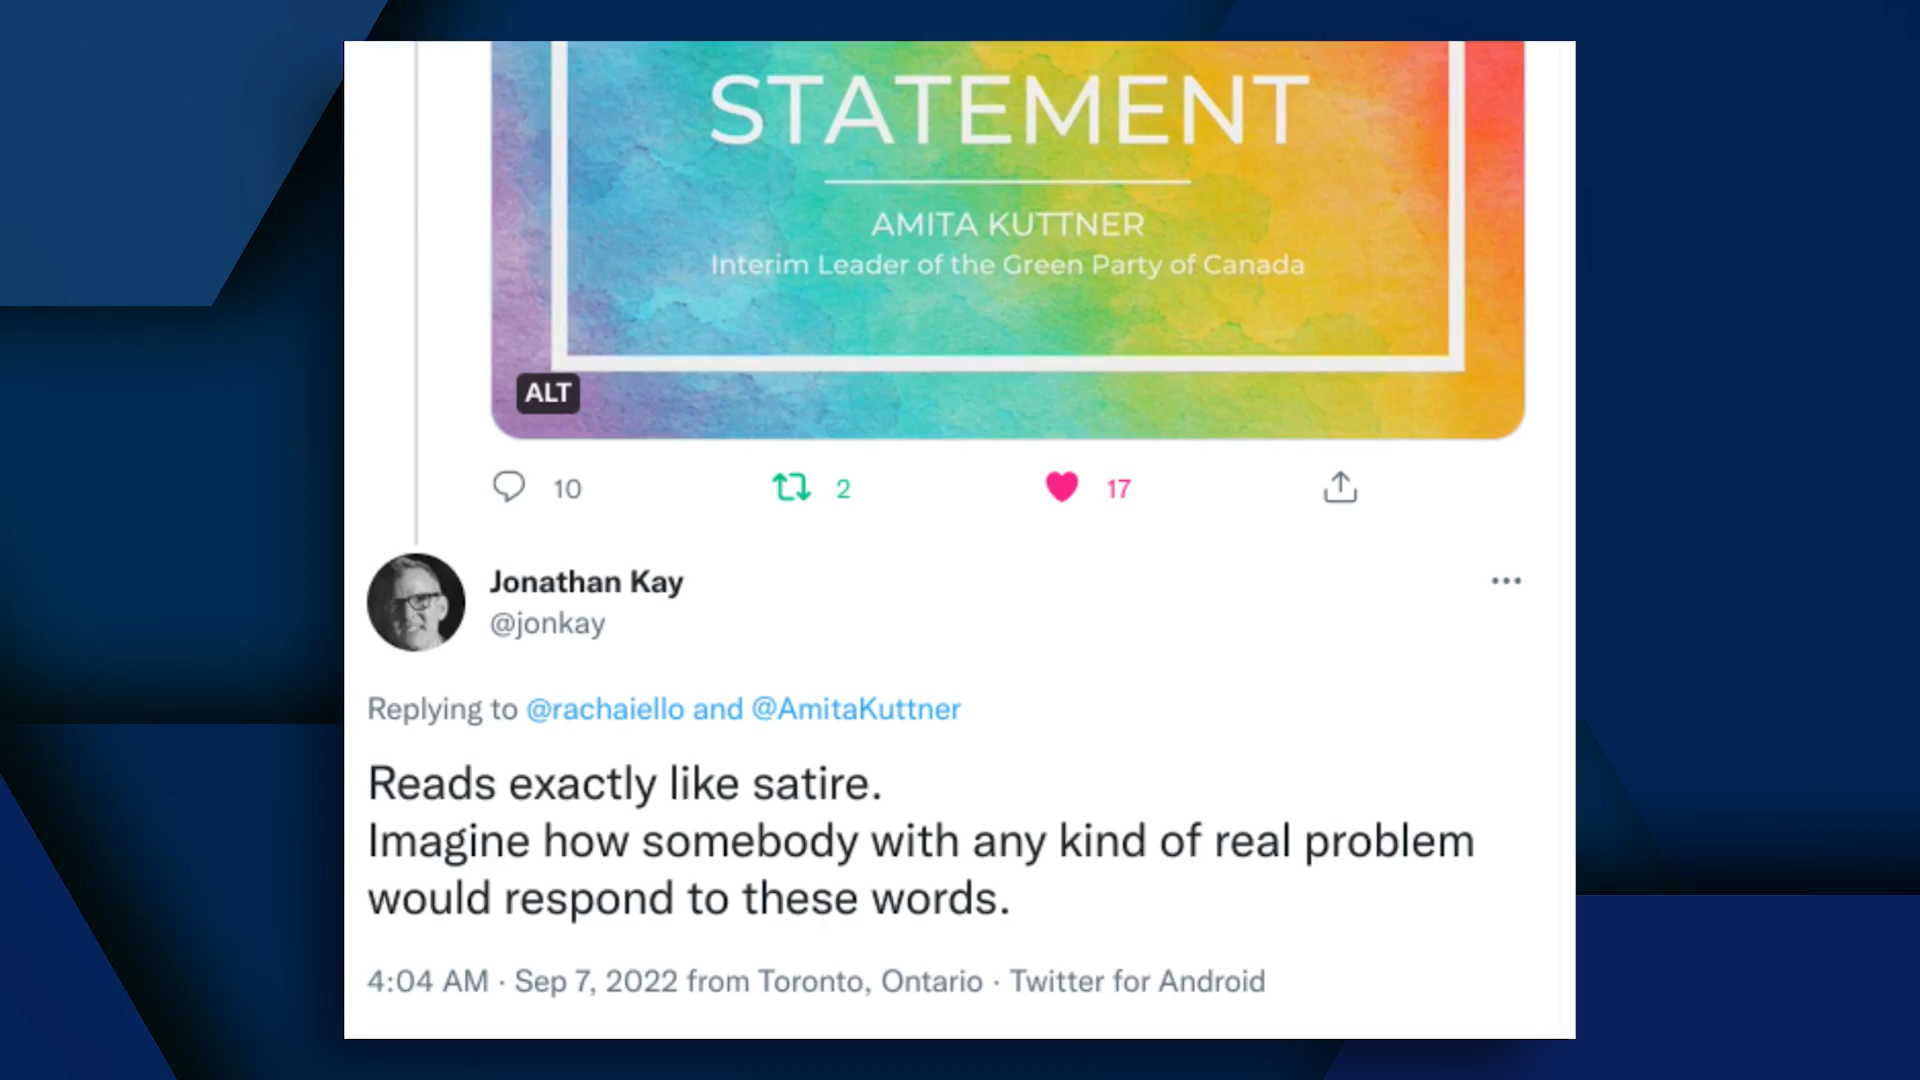 STATEMENT
AMITA KUTTNER
Interim Leader of the Green Party of Canada
ALT
10 2 17
Jonathan Kay
@jonkay
Replying to @rachaiello and @AmitaKuttner
Reads exactly like satire.
Imagine how somebody with any kind of real problem
would respond to these words.
4:04 AM · Sep 7, 2022 from Toronto, Ontario · Twitter for Android